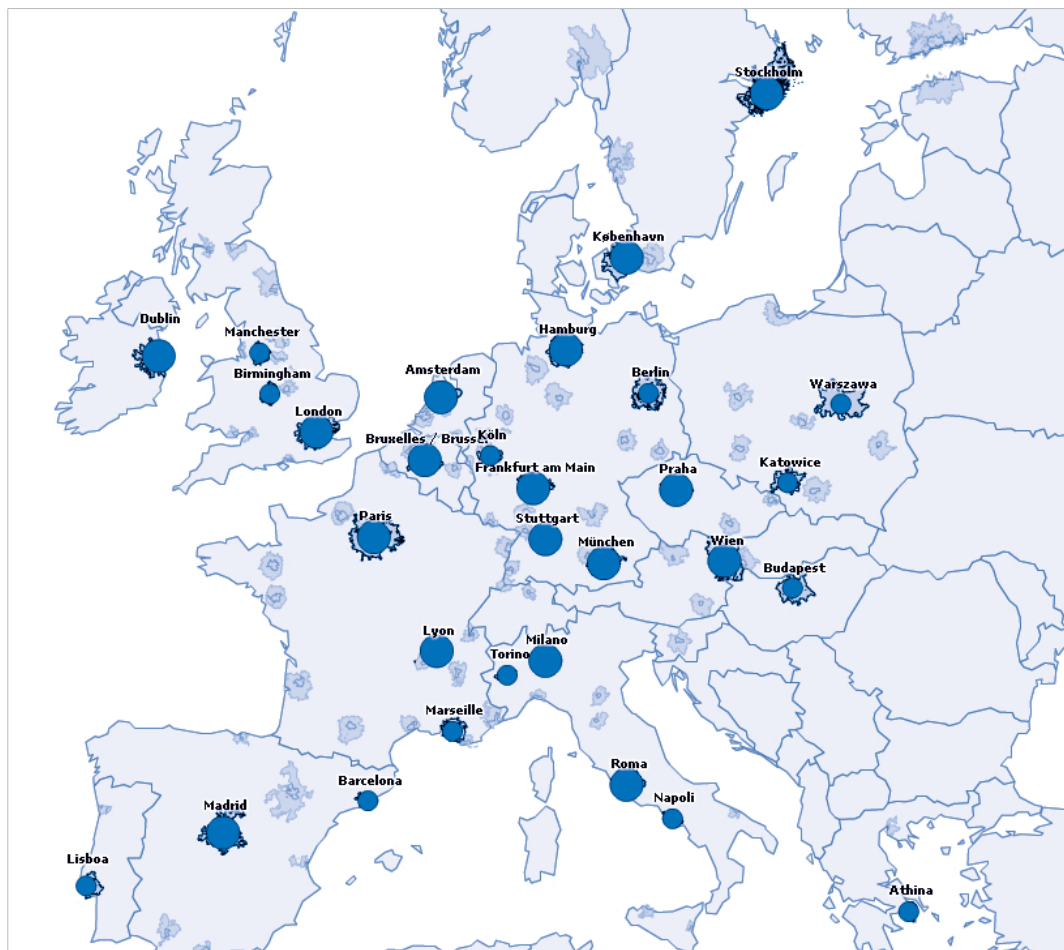 Stockholm
København
Dublin
Manchester
Hamburg
Birmingham
Amsterdam
Berlin
Warszawa
London
Bruxelles / Brussel
Köln
Frankfurt am Main
Praha
Katowice
Paris
Stuttgart
München
Wien
Budapest
Lyon
Milano
Torino
Marseille
Barcelona
Roma
Madrid
Napoli
Lisboa
Athina